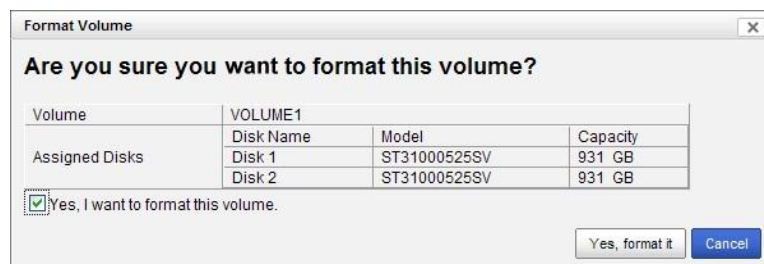 Format Volume
Are you sure you want to format this volume?
Volume VOLUME1
Disk Name Model Capacity
Assigned Disks
Disk 1 ST31000525SV 931 GB
Disk 2 ST31000525SV 931 GB
Yes, I want to format this volume.
Yes, format it Cancel